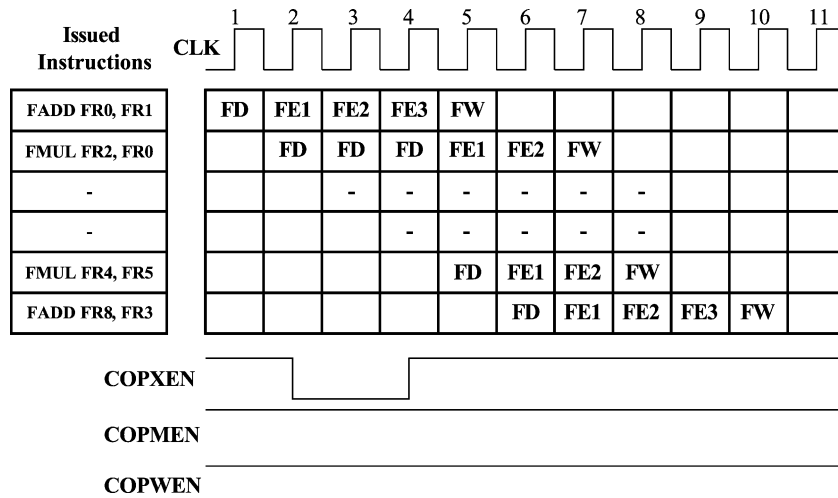 1 2 3 4 5 6 7 8 9 10 11
Issued
Instructions
CLK
FADD FR0, FR1 FD FE1 FE2 FE3 FW
FMUL FR2, FR0 FD FD FD FE1 FE2 FW
- - - - - - -
- - - - - -
FMUL FR4, FR5 FD FE1 FE2 FW
FADD FR8, FR3 FD FE1 FE2 FE3 FW
COPXEN
COPMEN
COPWEN